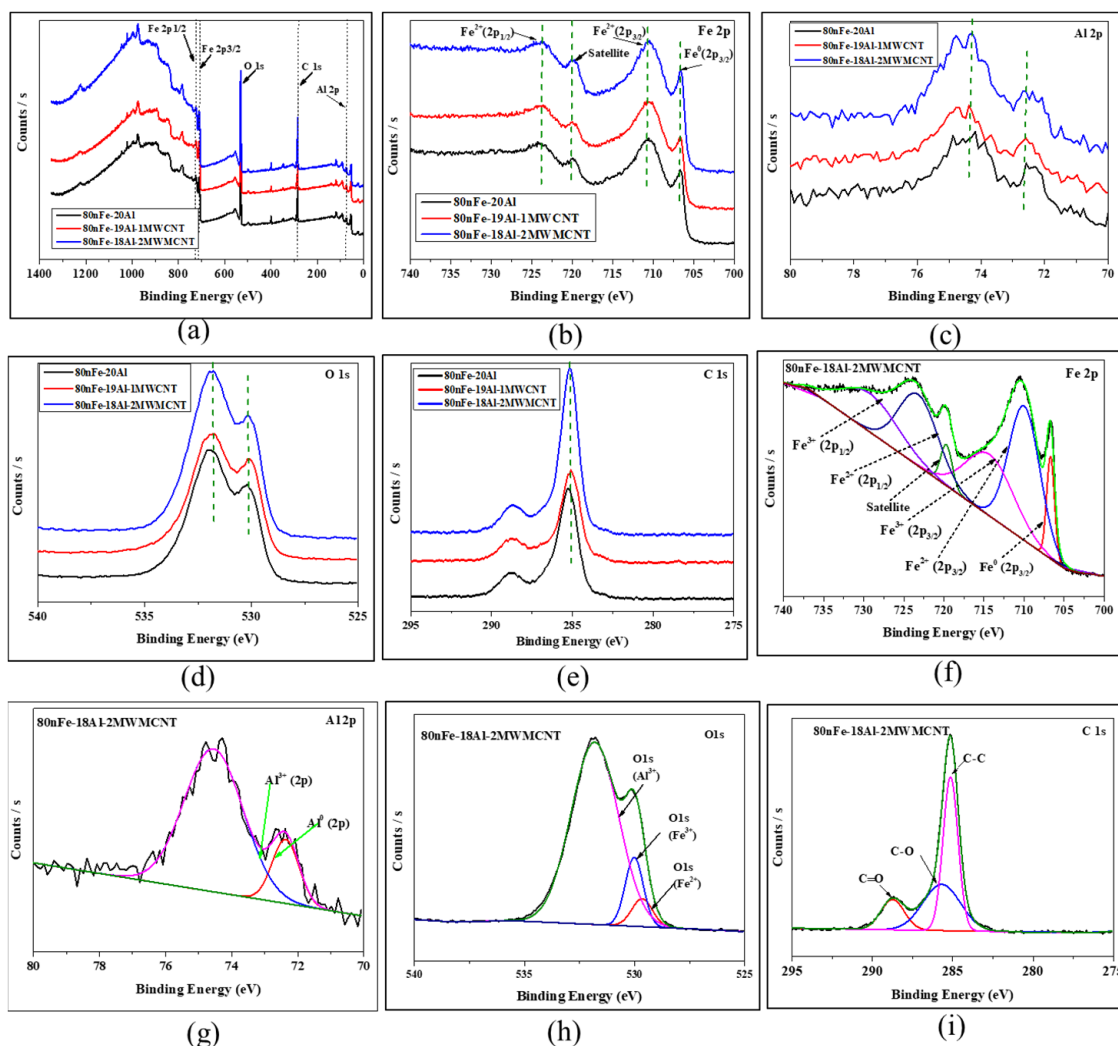 Fe 2p1/2
Fe 2p3/2
O 1s
C 1s
Al 2p
Counts / s
80nFe-20Al
80nFe-19Al-1MWCNT
80nFe-18Al-2MWMCNT
1400 1200 1000 800 600 400 200 0
Binding Energy (eV)
(a)
Fe 2p
Fe²⁺(2p₁/₂)
Satellite
Fe²⁺(2p₃/₂)
Fe⁰(2p₃/₂)
Counts / s
80nFe-20Al
80nFe-19Al-1MWCNT
80nFe-18Al-2MWMCNT
740 730 720 710 700
Binding Energy (eV)
(b)
Al 2p
80nFe-20Al
80nFe-19Al-1MWCNT
80nFe-18Al-2MWMCNT
Counts / s
80 78 76 74 72 70
Binding Energy (eV)
(c)
O 1s
80nFe-20Al
80nFe-19Al-1MWCNT
80nFe-18Al-2MWMCNT
Counts / s
540 535 530 525
Binding Energy (eV)
(d)
C 1s
80nFe-20Al
80nFe-19Al-1MWCNT
80nFe-18Al-2MWMCNT
Counts / s
295 290 285 280 275
Binding Energy (eV)
(e)
80nFe-18Al-2MWMCNT
Fe 2p
Fe³⁺
(2p₁/₂)
Fe²⁺
(2p₁/₂)
Satellite
Fe³⁺ (2p₃/₂)
Fe²⁺ (2p₃/₂)
Fe⁰ (2p₃/₂)
Counts / s
740 735 730 725 720 715 710 705 700
Binding Energy (eV)
(f)
80nFe-18Al-2MWMCNT
Al2p
Al³⁺ (2p)
Al⁰ (2p)
Counts / s
80 78 76 74 72 70
Binding Energy (eV)
(g)
80nFe-18Al-2MWMCNT
O1s
O1s
(Al³⁺)
O1s
(Fe³⁺)
O1s
(Fe²⁺)
Counts / s
540 535 530 525
Binding Energy (eV)
(h)
80nFe-18Al-2MWMCNT
C 1s
C-C
C-O
C=O
Counts / s
295 290 285 280 275
Binding Energy (eV)
(i)